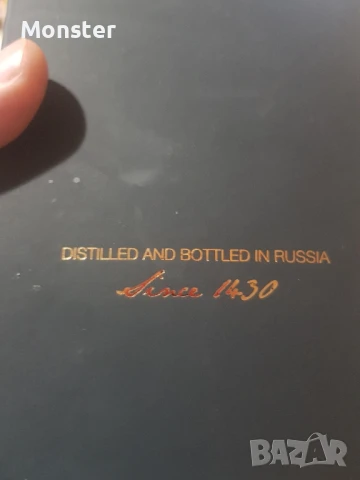 Monster
DISTILLED AND BOTTLED IN RUSSIA
Since 1430
BAZAR